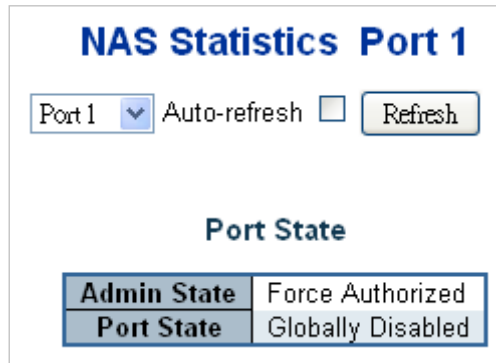 NAS Statistics Port 1
Port 1 Auto-refresh Refresh
Port State
Admin State Force Authorized
Port State Globally Disabled